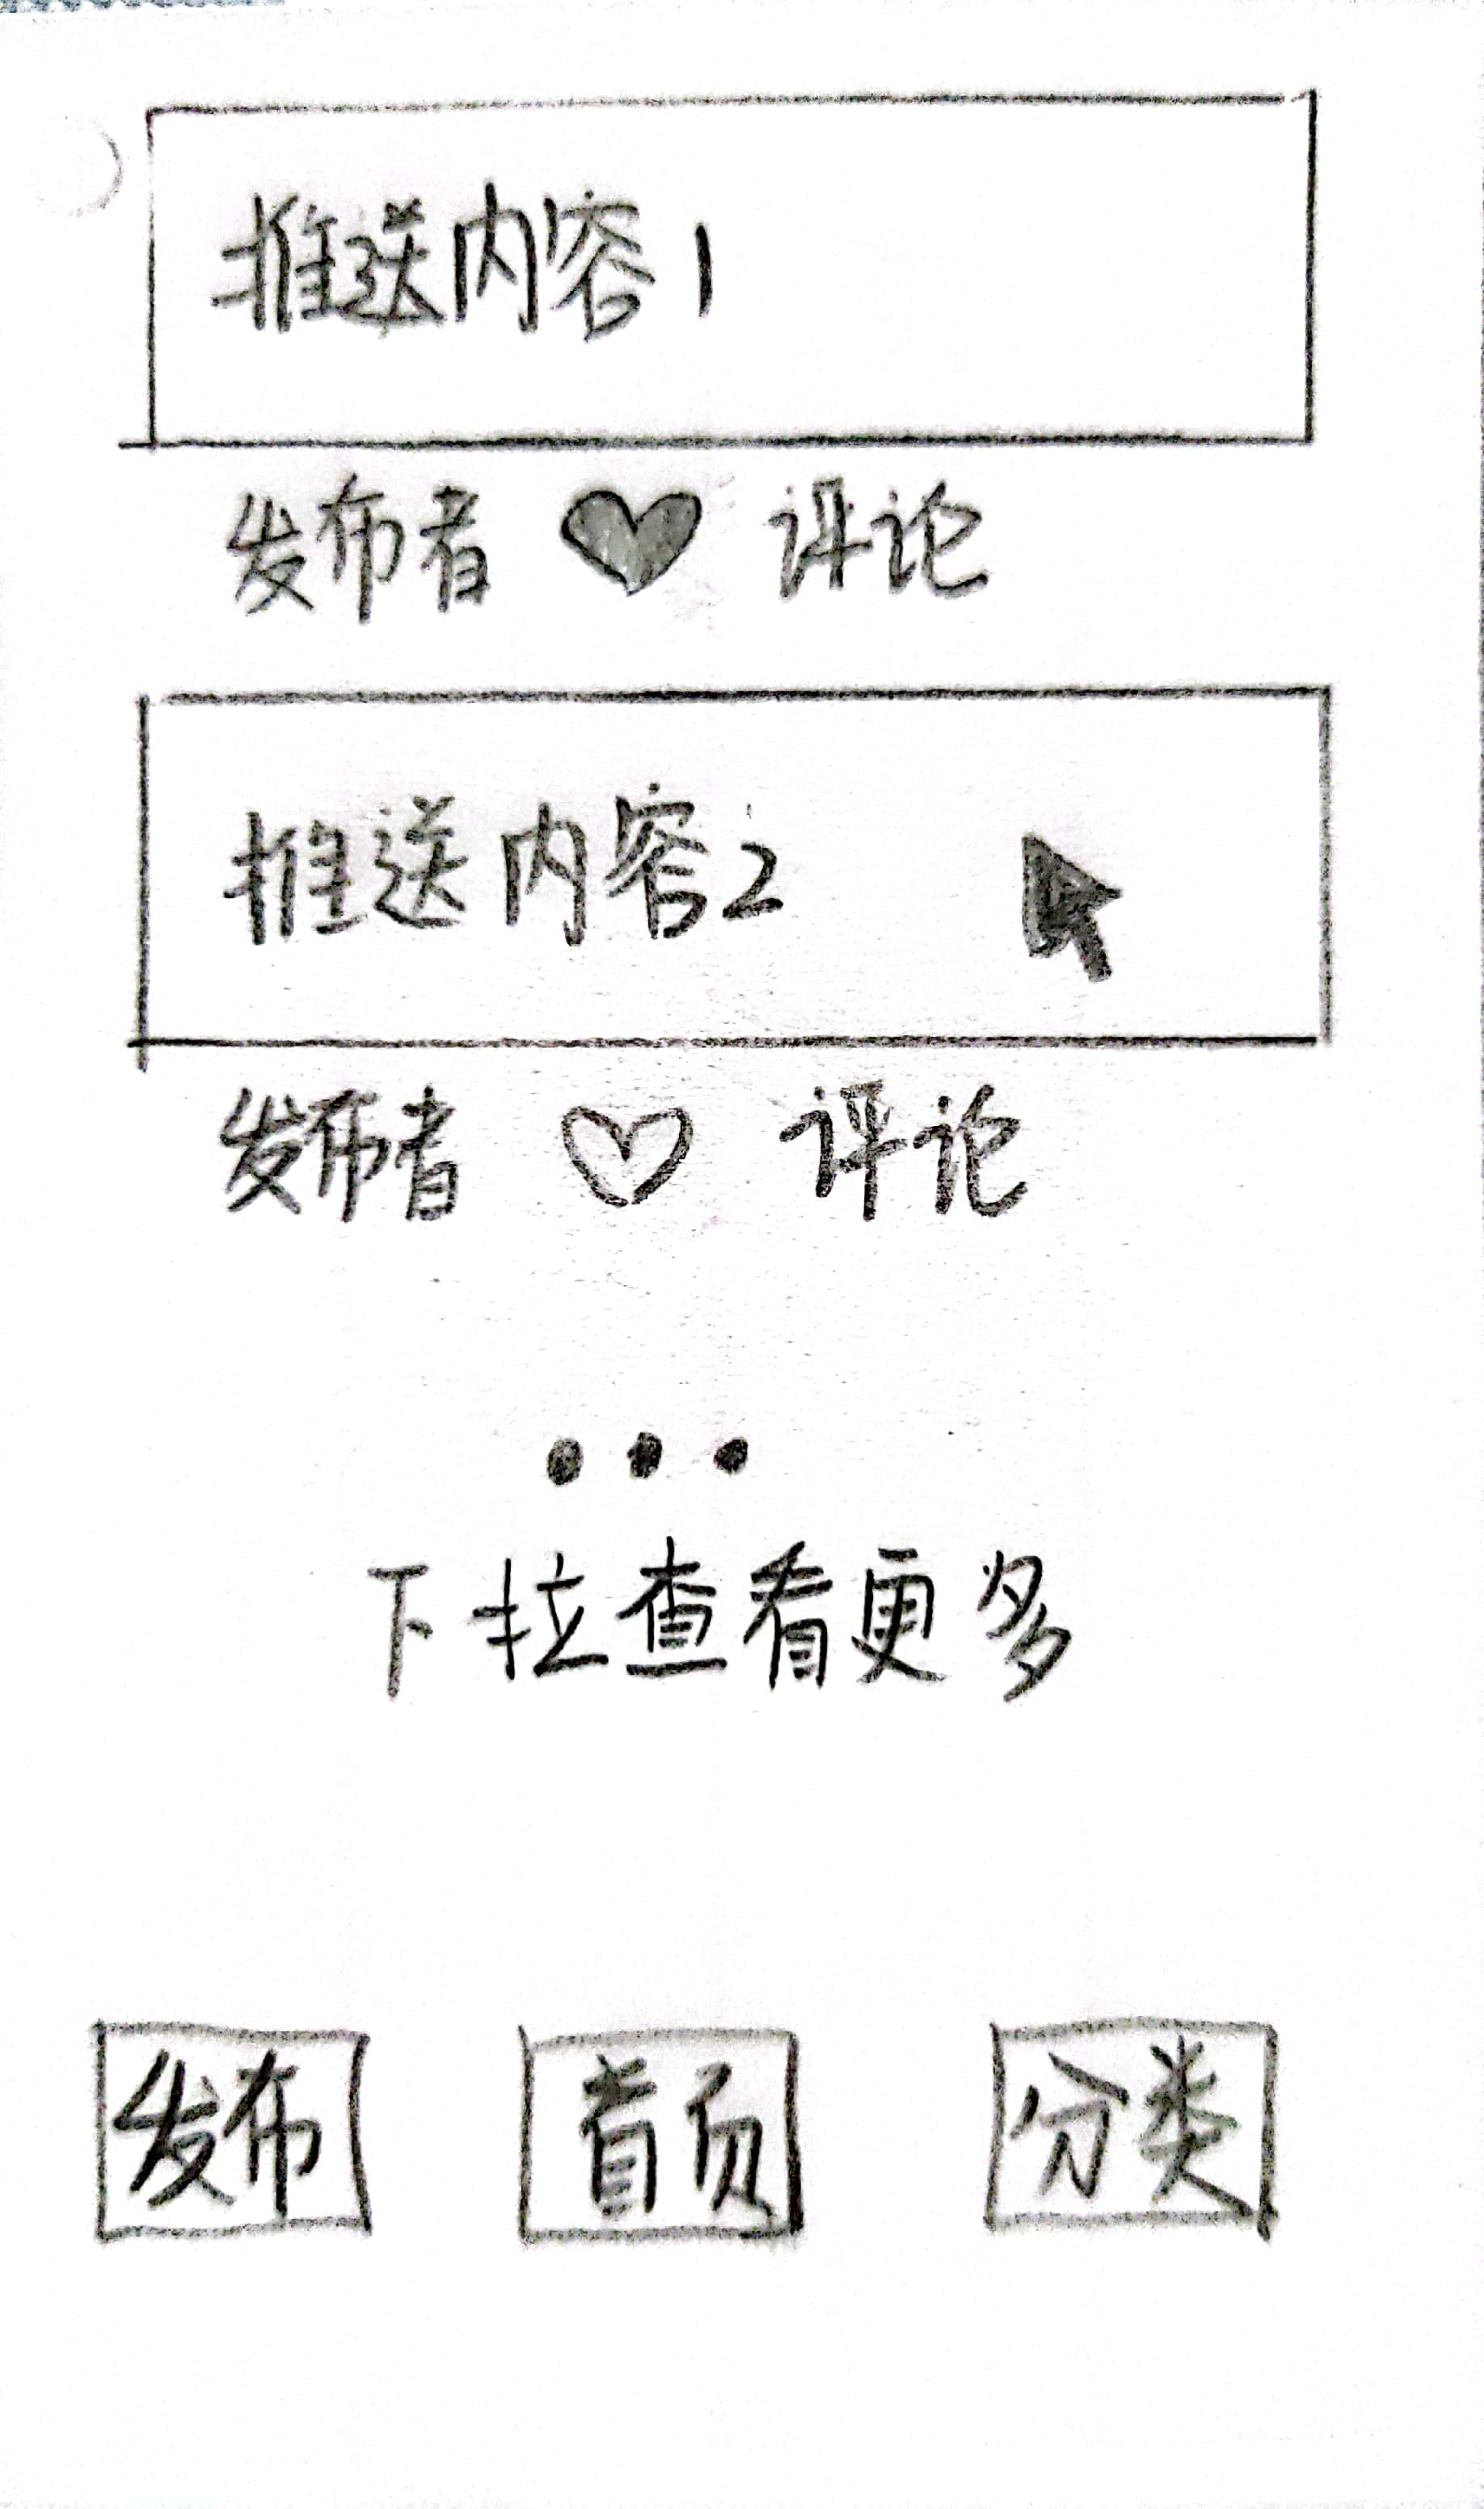 推送内容1
发布者 评论
推送内容2
发布者 评论
下拉查看更多
发布 首页 分类